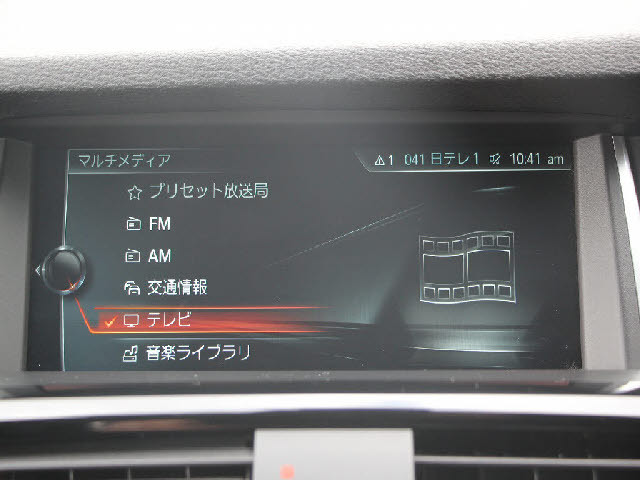 マルチメディア
1 041 日テレ1 10:41 am
プリセット放送局
FM
AM
交通情報
テレビ
音楽ライブラリ